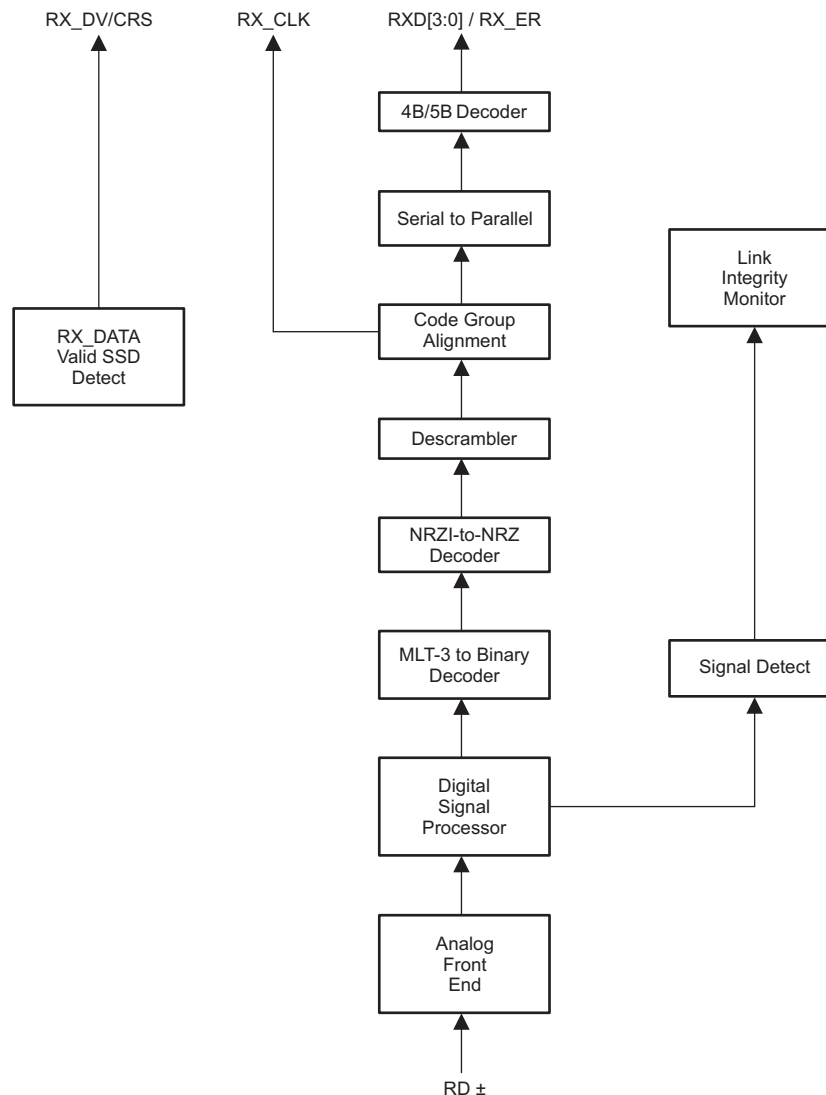 RX_DV/CRS
RX_CLK
RXD[3:0] / RX_ER
4B/5B Decoder
Serial to Parallel
Link
Integrity
Monitor
RX_DATA
Valid SSD
Detect
Code Group
Alignment
Descrambler
NRZI-to-NRZ
Decoder
MLT-3 to Binary
Decoder
Signal Detect
Digital
Signal
Processor
Analog
Front
End
RD ±